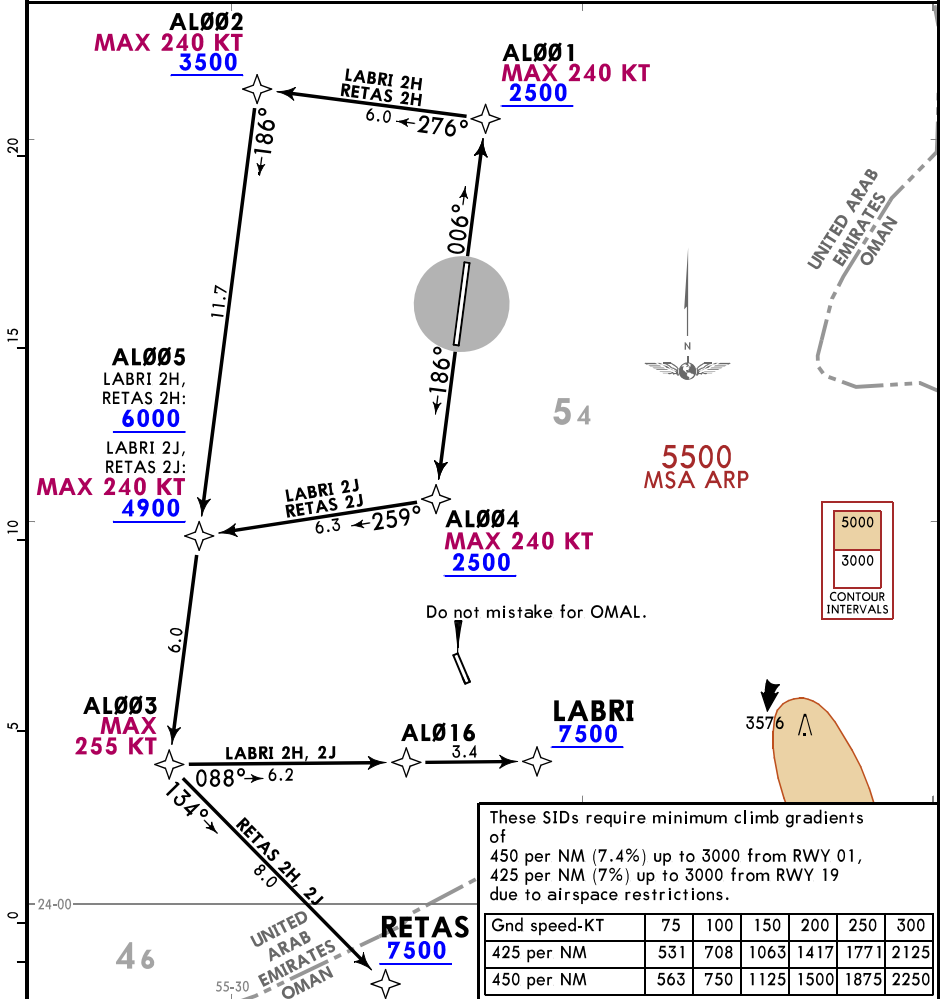 ALØØ2
MAX 240 KT
3500
ALØØ1
MAX 240 KT
2500
LABRI 2H
RETAS 2H
6.0 276°
186°
006°
20
UNITED ARAB
EMIRATES
OMAN
11.7
15
N
ALØØ5
LABRI 2H,
RETAS 2H:
6000
LABRI 2J,
RETAS 2J:
MAX 240 KT
4900
186°
54
5500
MSA ARP
LABRI 2J
RETAS 2J
6.3 259°
10
ALØØ4
MAX 240 KT
2500
5000
3000
CONTOUR
INTERVALS
Do not mistake for OMAL.
6.0
ALØØ3
MAX
255 KT
5
LABRI 2H, 2J
088° 6.2
ALØ16
3.4
LABRI
7500
3576
134°
RETAS 2H, 2J
8.0
These SIDs require minimum climb gradients
of
450 per NM (7.4%) up to 3000 from RWY 01,
425 per NM (7%) up to 3000 from RWY 19
due to airspace restrictions.
Gnd speed-KT 75 100 150 200 250 300
425 per NM 531 708 1063 1417 1771 2125
450 per NM 563 750 1125 1500 1875 2250
0
24-00
46
UNITED
ARAB
EMIRATES
OMAN
55-30
RETAS
7500